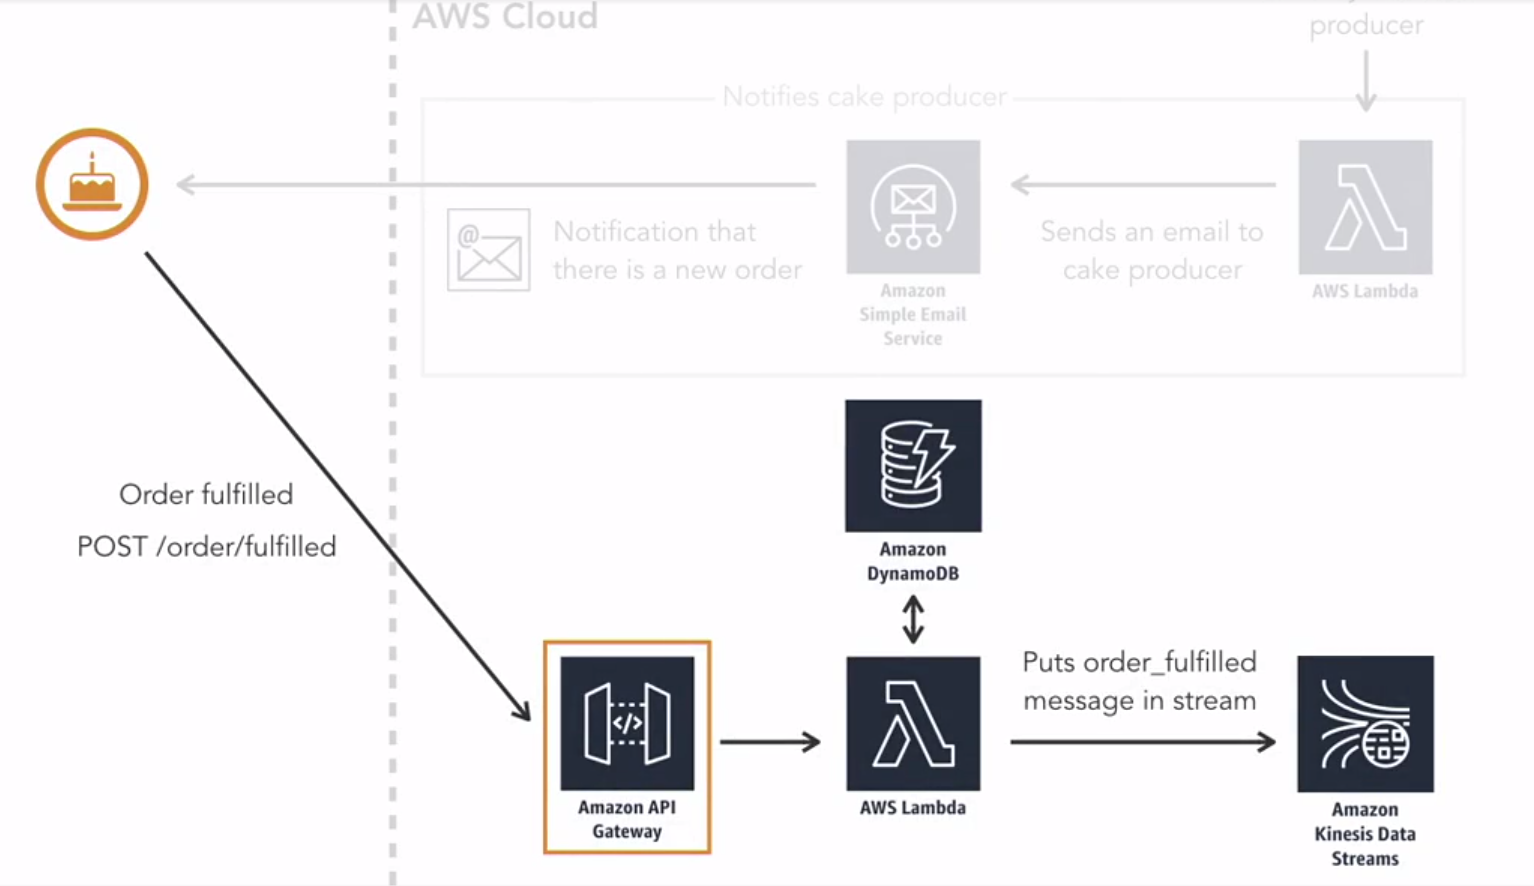 AWS Cloud
producer
Notifies cake producer
@
Notification that
there is a new order
Amazon
Simple Email
Service
Sends an email to
cake producer
AWS Lambda
Order fulfilled
POST /order/fulfilled
Amazon
DynamoDB
</>
Amazon API
Gateway
AWS Lambda
Puts order_fulfilled
message in stream
Amazon
Kinesis Data
Streams